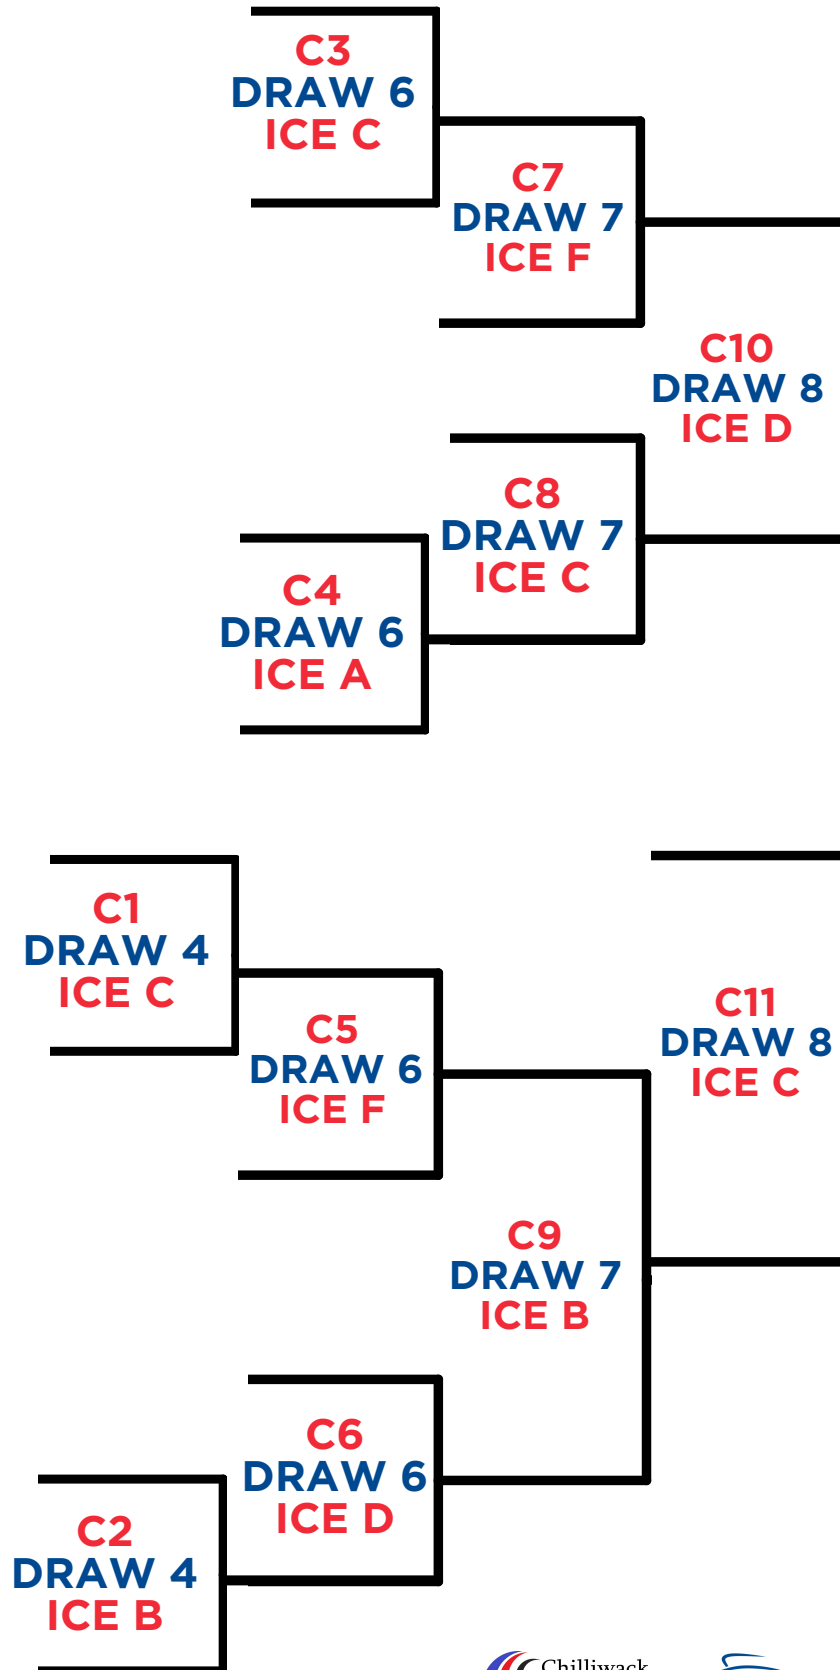 C3
DRAW 6
ICE C
C7
DRAW 7
ICE F
C10
DRAW 8
ICE D
C8
DRAW 7
ICE C
C4
DRAW 6
ICE A
C1
DRAW 4
ICE C
C11
DRAW 8
ICE C
C5
DRAW 6
ICE F
C9
DRAW 7
ICE B
C6
DRAW 6
ICE D
C2
DRAW 4
ICE B
Chilliwack